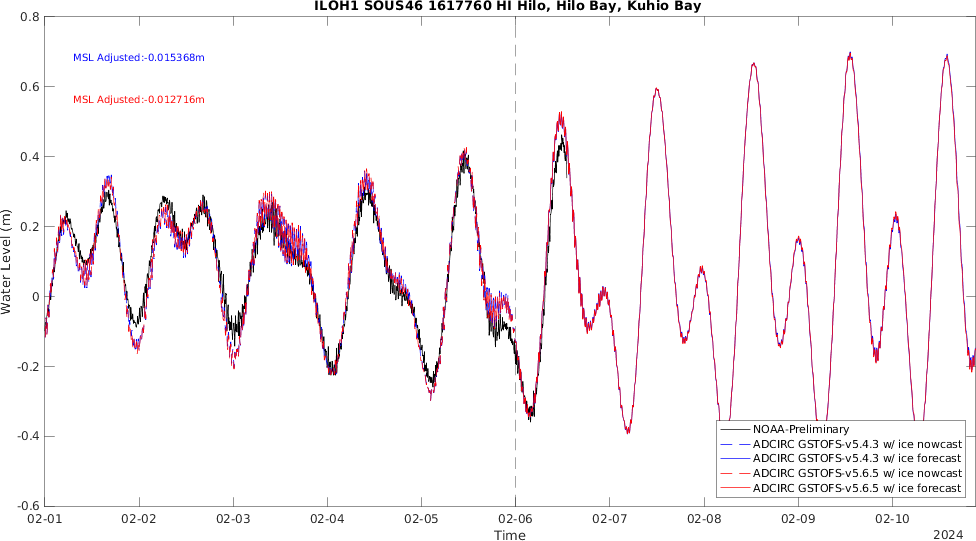 ILOH1 SOUS46 1617760 HI Hilo, Hilo Bay, Kuhio Bay
MSL Adjusted:-0.015368m
MSL Adjusted:-0.012716m
Water Level (m)
0.8
0.6
0.4
0.2
0
-0.2
-0.4
-0.6
NOAA-Preliminary
ADCIRC GSTOFS-v5.4.3 w/ ice nowcast
ADCIRC GSTOFS-v5.4.3 w/ ice forecast
ADCIRC GSTOFS-v5.6.5 w/ ice nowcast
ADCIRC GSTOFS-v5.6.5 w/ ice forecast
02-01 02-02 02-03 02-04 02-05 02-06 02-07 02-08 02-09 02-10
Time
2024